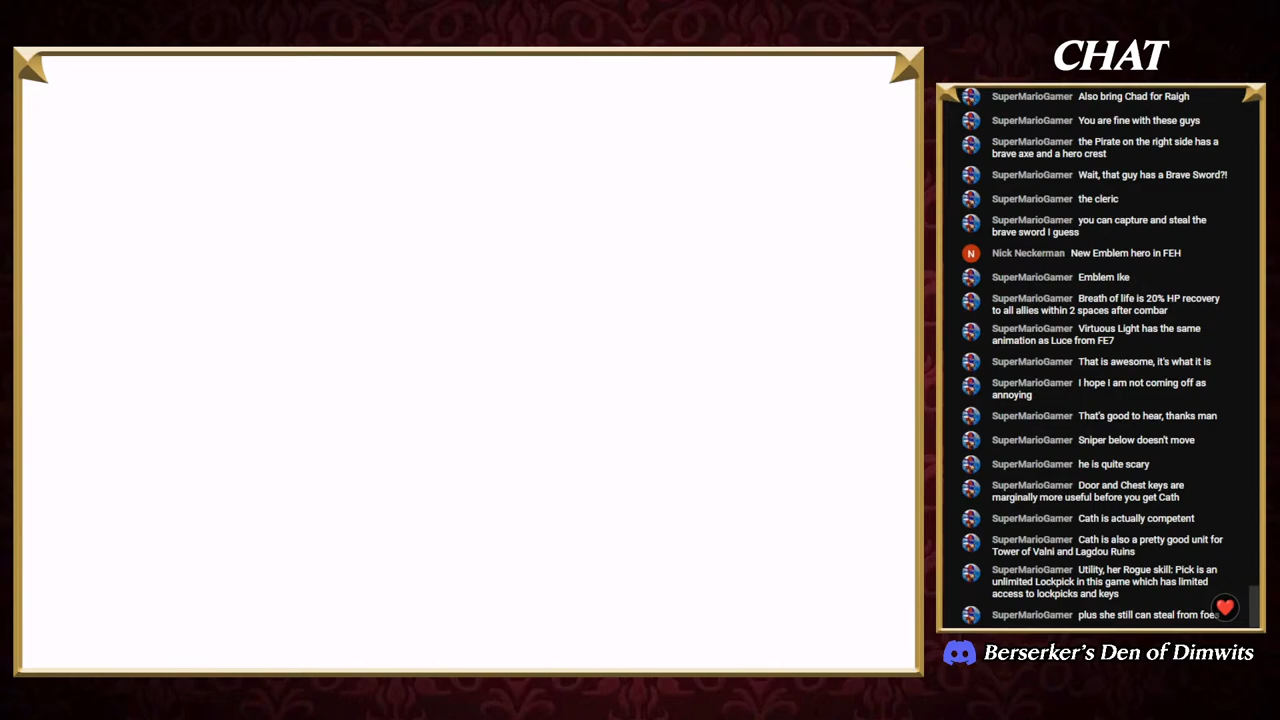 CHAT
SuperMarioGamer Also bring Chad for Raigh
SuperMarioGamer You are fine with these guys
SuperMarioGamer the Pirate on the right side has a
brave axe and a hero crest
SuperMarioGamer Wait, that guy has a Brave Sword?!
SuperMarioGamer the cleric
SuperMarioGamer you can capture and steal the
brave sword I guess
N Nick Neckerman New Emblem hero in FEH
SuperMarioGamer Emblem Ike
SuperMarioGamer Breath of life is 20% HP recovery
to all allies within 2 spaces after combar
SuperMarioGamer Virtuous Light has the same
animation as Luce from FE7
SuperMarioGamer That is awesome, it's what it is
SuperMarioGamer I hope I am not coming off as
annoying
SuperMarioGamer That's good to hear, thanks man
SuperMarioGamer Sniper below doesn't move
SuperMarioGamer he is quite scary
SuperMarioGamer Door and Chest keys are
marginally more useful before you get Cath
SuperMarioGamer Cath is actually competent
SuperMarioGamer Cath is also a pretty good unit for
Tower of Valni and Lagdou Ruins
SuperMarioGamer Utility, her Rogue skill: Pick is an
unlimited Lockpick in this game which has limited
access to lockpicks and keys
SuperMarioGamer plus she still can steal from foes
Berserker's Den of Dimwits